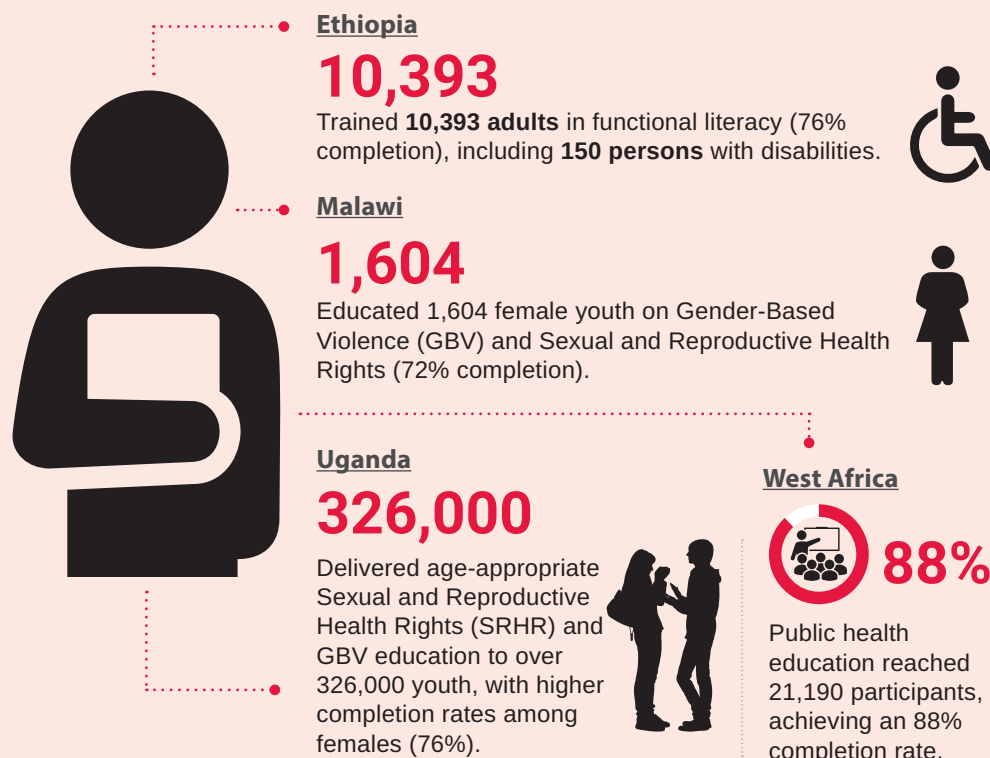 Ethiopia
10,393
Trained 10,393 adults in functional literacy (76%
completion), including 150 persons with disabilities.
Malawi
1,604
Educated 1,604 female youth on Gender-Based
Violence (GBV) and Sexual and Reproductive Health
Rights (72% completion).
Uganda
326,000
Delivered age-appropriate
Sexual and Reproductive
Health Rights (SRHR) and
GBV education to over
326,000 youth, with higher
completion rates among
females (76%).
West Africa
88%
Public health
education reached
21,190 participants,
achieving an 88%
completion rate.